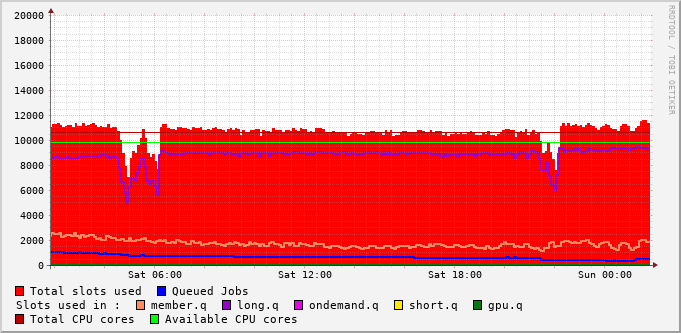 20000
18000
16000
14000
12000
10000
8000
6000
4000
2000
0
Sat 06:00 Sat 12:00 Sat 18:00 Sun 00:00
Total slots used Queued Jobs
Slots used in : member.q long.q ondemand.q short.q gpu.q
Total CPU cores Available CPU cores
RRDTOOL / TOBI OETIKER